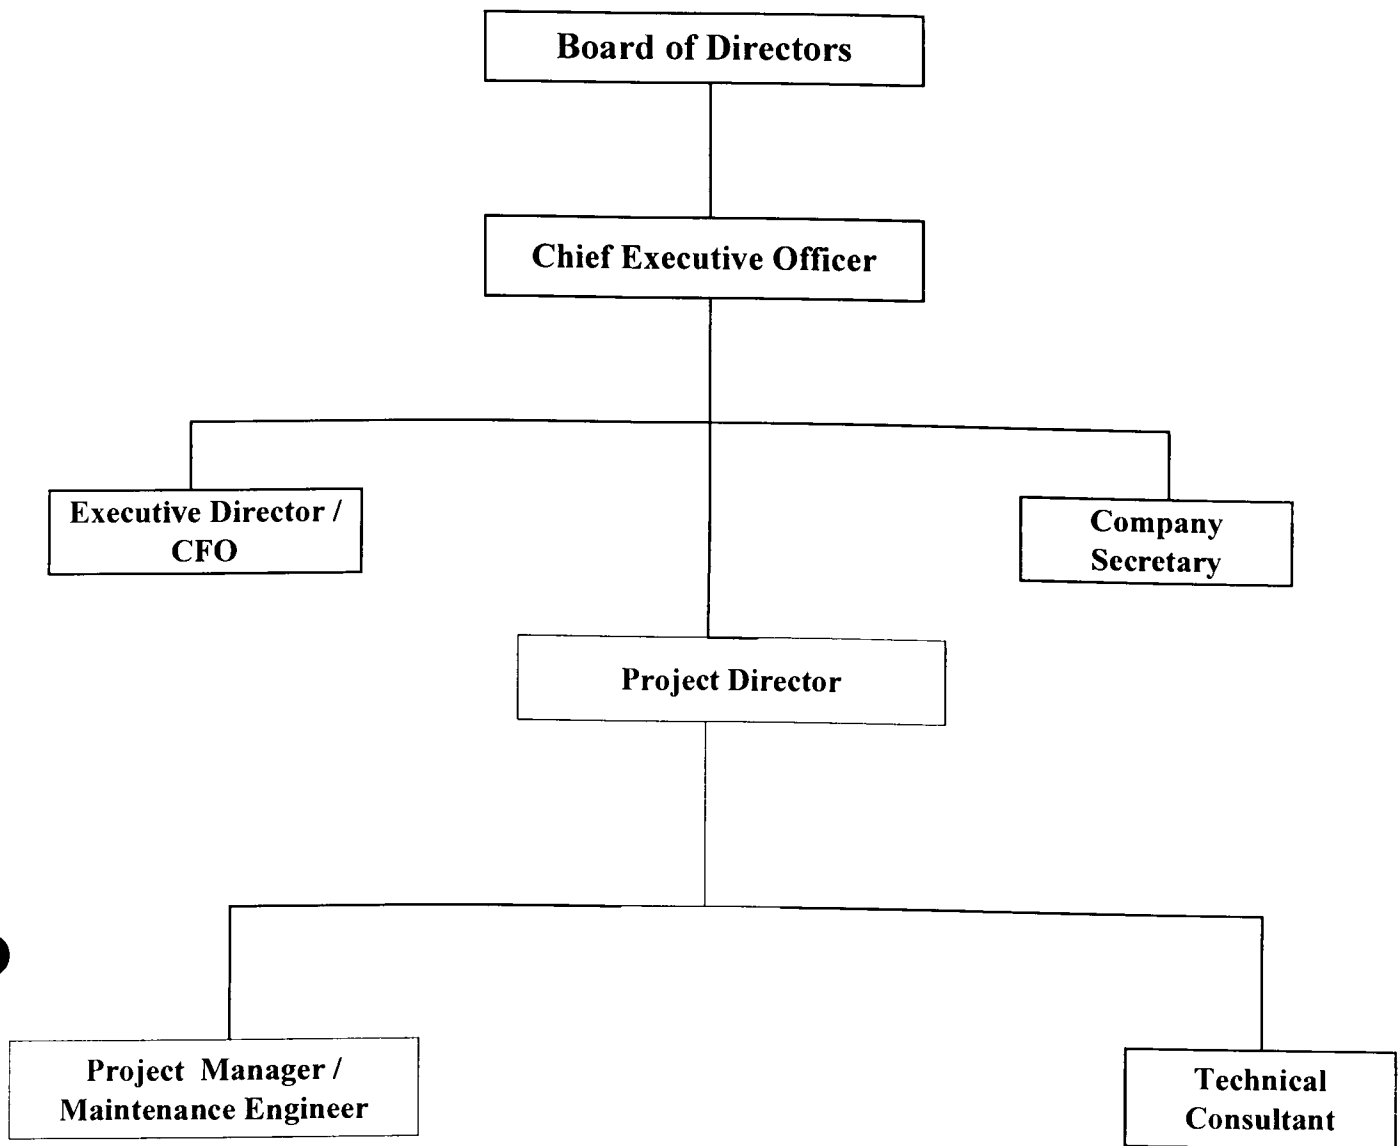 Board of Directors
Chief Executive Officer
Executive Director /
CFO
Company
Secretary
Project Director
Project Manager /
Maintenance Engineer
Technical
Consultant